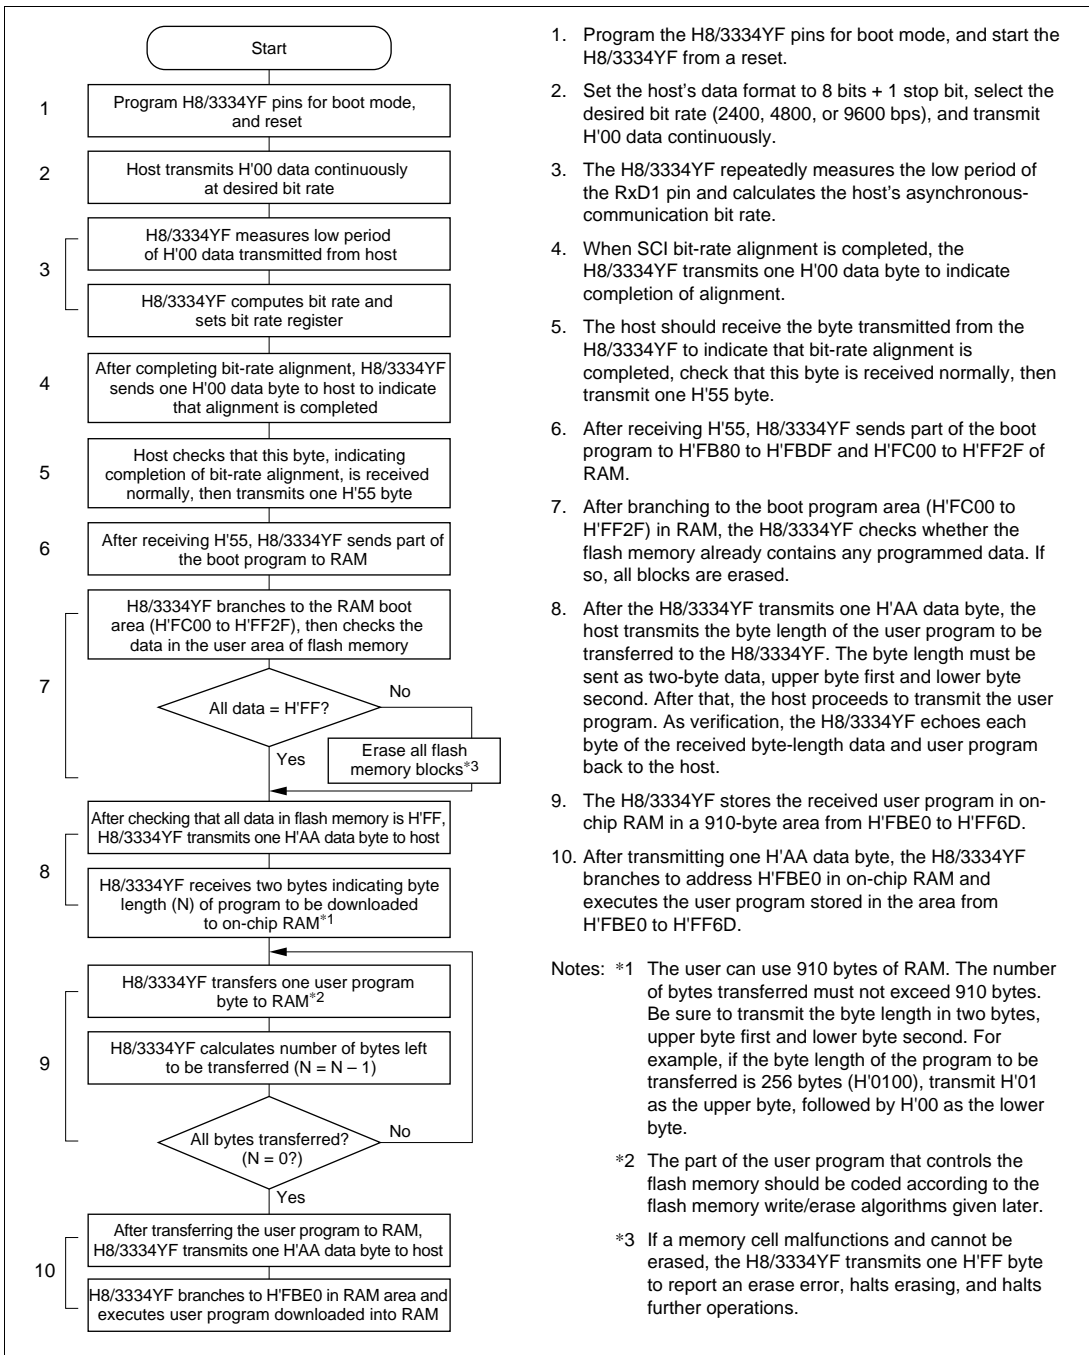 Start
1
Program H8/3334YF pins for boot mode,
and reset
2
Host transmits H'00 data continuously
at desired bit rate
3
H8/3334YF measures low period
of H'00 data transmitted from host
H8/3334YF computes bit rate and
sets bit rate register
4
After completing bit-rate alignment, H8/3334YF
sends one H'00 data byte to host to indicate
that alignment is completed
5
Host checks that this byte, indicating
completion of bit-rate alignment, is received
normally, then transmits one H'55 byte
6
After receiving H'55, H8/3334YF sends part of
the boot program to RAM
7
H8/3334YF branches to the RAM boot
area (H'FC00 to H'FF2F), then checks the
data in the user area of flash memory
All data = H'FF?
No
Yes
Erase all flash
memory blocks*3
8
After checking that all data in flash memory is H'FF,
H8/3334YF transmits one H'AA data byte to host
H8/3334YF receives two bytes indicating byte
length (N) of program to be downloaded
to on-chip RAM*1
9
H8/3334YF transfers one user program
byte to RAM*2
H8/3334YF calculates number of bytes left
to be transferred (N = N – 1)
All bytes transferred?
(N = 0?)
No
Yes
10
After transferring the user program to RAM,
H8/3334YF transmits one H'AA data byte to host
H8/3334YF branches to H'FBE0 in RAM area and
executes user program downloaded into RAM
1. Program the H8/3334YF pins for boot mode, and start the
H8/3334YF from a reset.
2. Set the host's data format to 8 bits + 1 stop bit, select the
desired bit rate (2400, 4800, or 9600 bps), and transmit
H'00 data continuously.
3. The H8/3334YF repeatedly measures the low period of
the RxD1 pin and calculates the host's asynchronous-
communication bit rate.
4. When SCI bit-rate alignment is completed, the
H8/3334YF transmits one H'00 data byte to indicate
completion of alignment.
5. The host should receive the byte transmitted from the
H8/3334YF to indicate that bit-rate alignment is
completed, check that this byte is received normally, then
transmit one H'55 byte.
6. After receiving H'55, H8/3334YF sends part of the boot
program to H'FB80 to H'FBDF and H'FC00 to H'FF2F of
RAM.
7. After branching to the boot program area (H'FC00 to
H'FF2F) in RAM, the H8/3334YF checks whether the
flash memory already contains any programmed data. If
so, all blocks are erased.
8. After the H8/3334YF transmits one H'AA data byte, the
host transmits the byte length of the user program to be
transferred to the H8/3334YF. The byte length must be
sent as two-byte data, upper byte first and lower byte
second. After that, the host proceeds to transmit the user
program. As verification, the H8/3334YF echoes each
byte of the received byte-length data and user program
back to the host.
9. The H8/3334YF stores the received user program in on-
chip RAM in a 910-byte area from H'FBE0 to H'FF6D.
10. After transmitting one H'AA data byte, the H8/3334YF
branches to address H'FBE0 in on-chip RAM and
executes the user program stored in the area from
H'FBE0 to H'FF6D.
Notes: *1 The user can use 910 bytes of RAM. The number
of bytes transferred must not exceed 910 bytes.
Be sure to transmit the byte length in two bytes,
upper byte first and lower byte second. For
example, if the byte length of the program to be
transferred is 256 bytes (H'0100), transmit H'01
as the upper byte, followed by H'00 as the lower
byte.
*2 The part of the user program that controls the
flash memory should be coded according to the
flash memory write/erase algorithms given later.
*3 If a memory cell malfunctions and cannot be
erased, the H8/3334YF transmits one H'FF byte
to report an erase error, halts erasing, and halts
further operations.